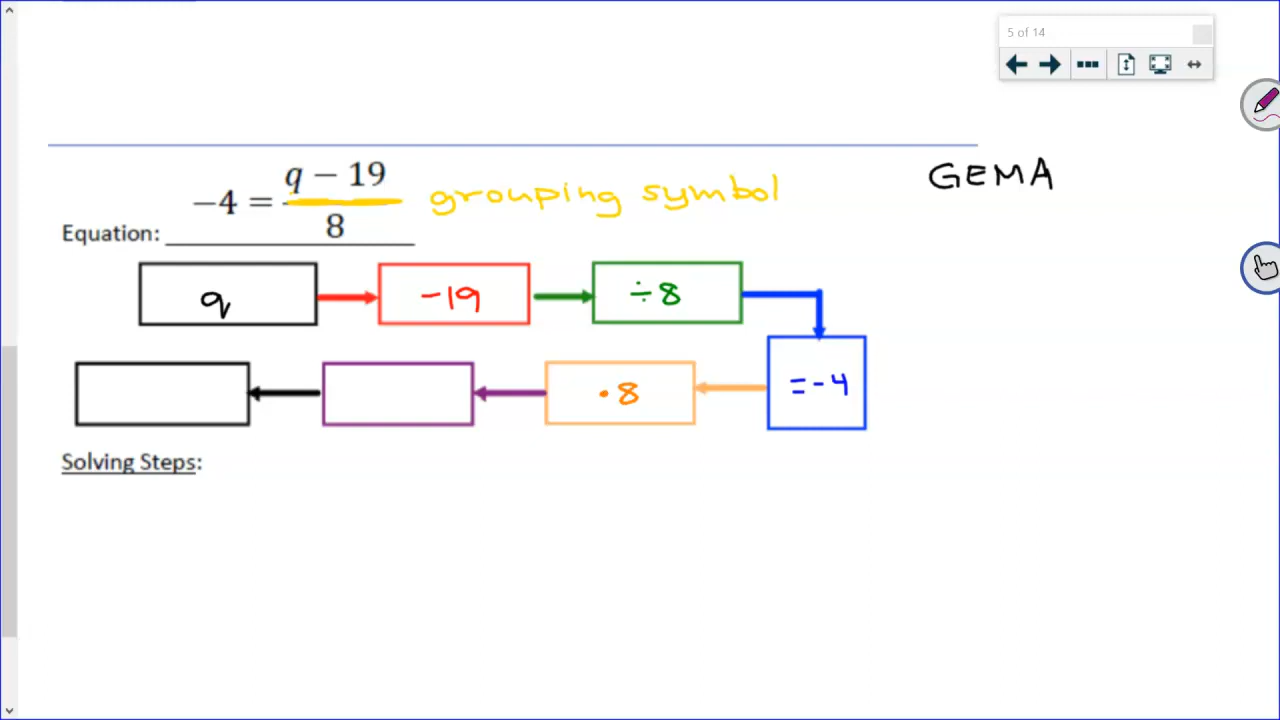 5 of 14
GEMA
-4 = q − 19 / 8 grouping symbol
Equation:
q -19 ÷8
·8 =-4
Solving Steps: